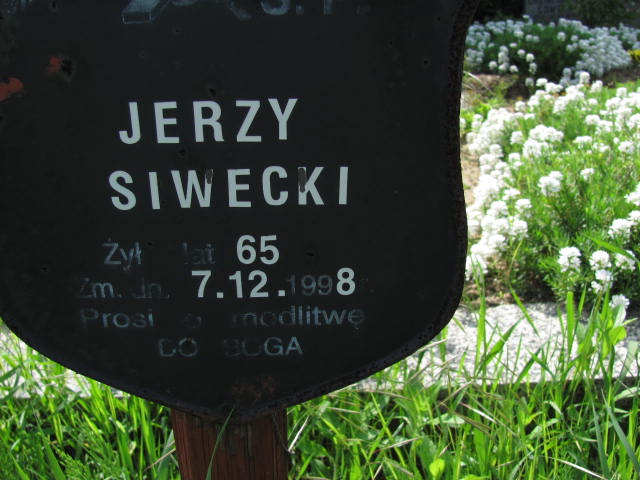 Ś. P.
JERZY
SIWECKI
Żył lat 65
Zm. dn. 7.12.1998
Prosi o modlitwę
DO BOGA